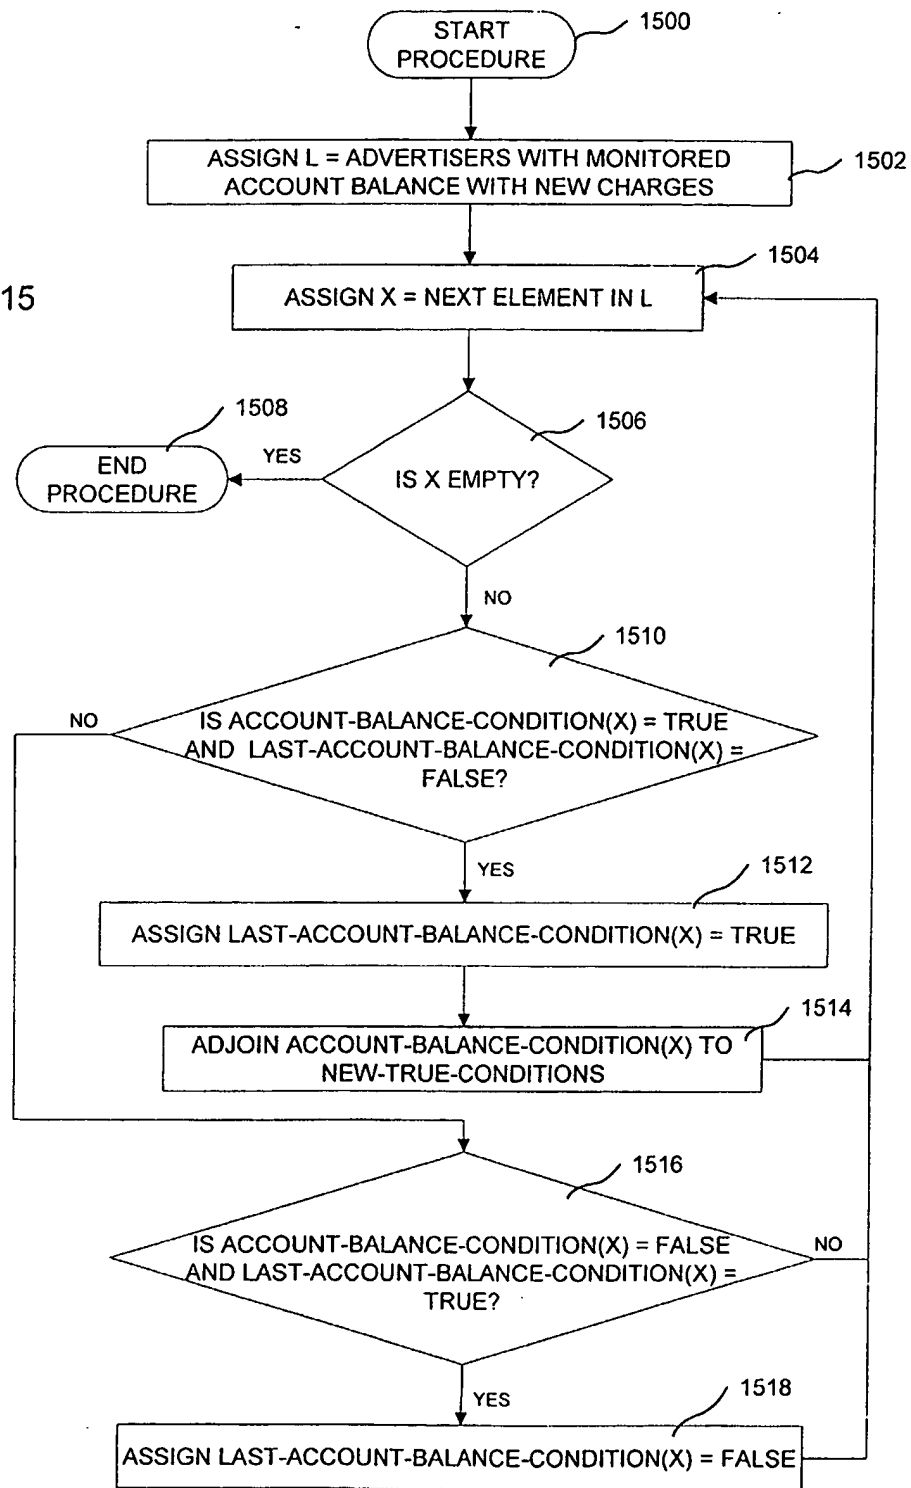 START
PROCEDURE
1500
ASSIGN L = ADVERTISERS WITH MONITORED
ACCOUNT BALANCE WITH NEW CHARGES
1502
15
ASSIGN X = NEXT ELEMENT IN L
1504
IS X EMPTY?
1506
YES
END
PROCEDURE
1508
NO
IS ACCOUNT-BALANCE-CONDITION(X) = TRUE
AND LAST-ACCOUNT-BALANCE-CONDITION(X) =
FALSE?
1510
NO
YES
ASSIGN LAST-ACCOUNT-BALANCE-CONDITION(X) = TRUE
1512
ADJOIN ACCOUNT-BALANCE-CONDITION(X) TO
NEW-TRUE-CONDITIONS
1514
IS ACCOUNT-BALANCE-CONDITION(X) = FALSE
AND LAST-ACCOUNT-BALANCE-CONDITION(X) =
TRUE?
1516
NO
YES
ASSIGN LAST-ACCOUNT-BALANCE-CONDITION(X) = FALSE
1518